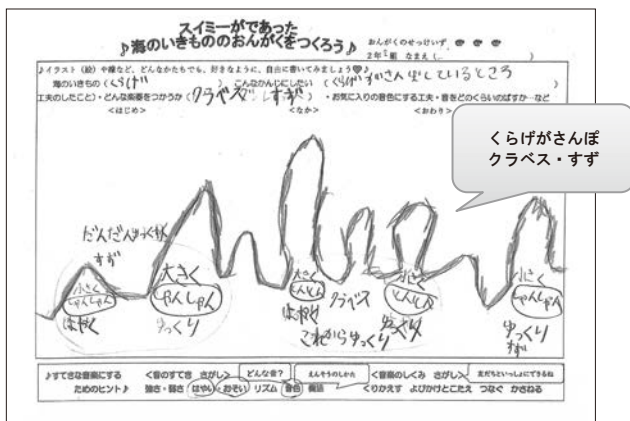 スイミーがであった
♪海のいきもののおんがくをつくろう♪
おんがくのせっけいず
2年 組 なまえ( )
♪イラスト(絵)や線など、どんなかたちでも、好きなように、自由に書いてみましょう♥♪
海のいきもの(くらげ) こんなかんじにしたい(くらげがさんぽしているところ)
工夫のしたこと)・どんな楽器をつかうか(クラベス すず) ・お気に入りの音色にする工夫・音をどのくらいのばすか…など
<はじめ> <なか> <おわり>
くらげがさんぽ
クラベス・すず
だんだんゆっくり
すず
小さく
しゃんしゃん
はやく
大きく
しゃんしゃん
ゆっくり
大きく
とんとん
はやく
クラベス
これからゆっくり
小さく
とんとん
ゆっくり
小さく
しゃんしゃん
ゆっくり
すず
♪すてきな音楽にする <音のすてき さがし> どんな音? えんそうのしかた <音楽のしくみ さがし> 友だちといっしょにできるね
ためのヒント♪ 強さ・弱さ はやい・おそい リズム 音色 奏法 くりかえす よびかけとこたえ つなぐ かさねる